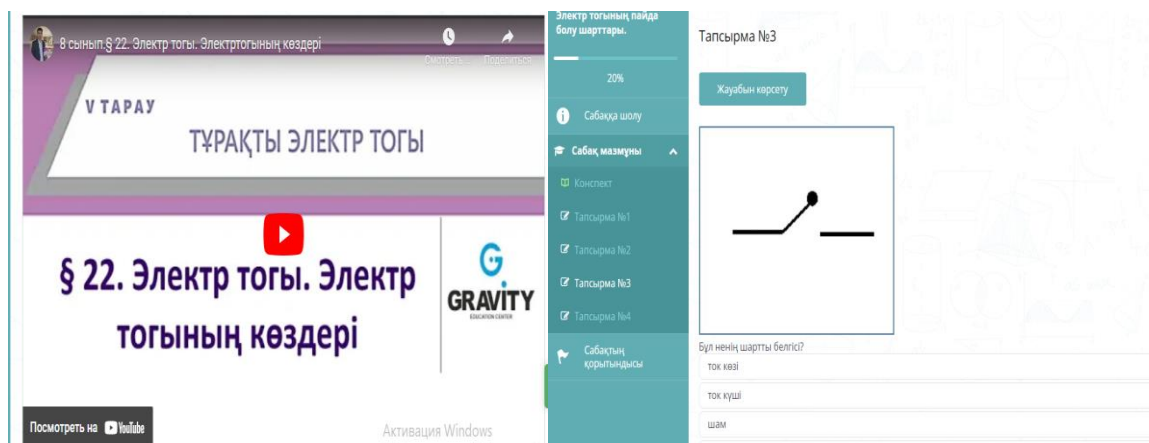 8 сынып.§ 22. Электр тогы. Электртогының көздері
Смотреть ...
Поделиться
V ТАРАУ
ТҰРАҚТЫ ЭЛЕКТР ТОГЫ
§ 22. Электр тогы. Электр
тогының көздері
GRAVITY
EDUCATION CENTER
Посмотреть на YouTube
Активация Windows
Электр тогының пайда
болу шарттары.
20%
Сабаққа шолу
Сабақ мазмұны
Конспект
Тапсырма №1
Тапсырма №2
Тапсырма №3
Тапсырма №4
Сабақтың
қорытындысы
Тапсырма №3
Жауабын көрсету
Бұл ненің шартты белгісі?
ток көзі
ток күші
шам